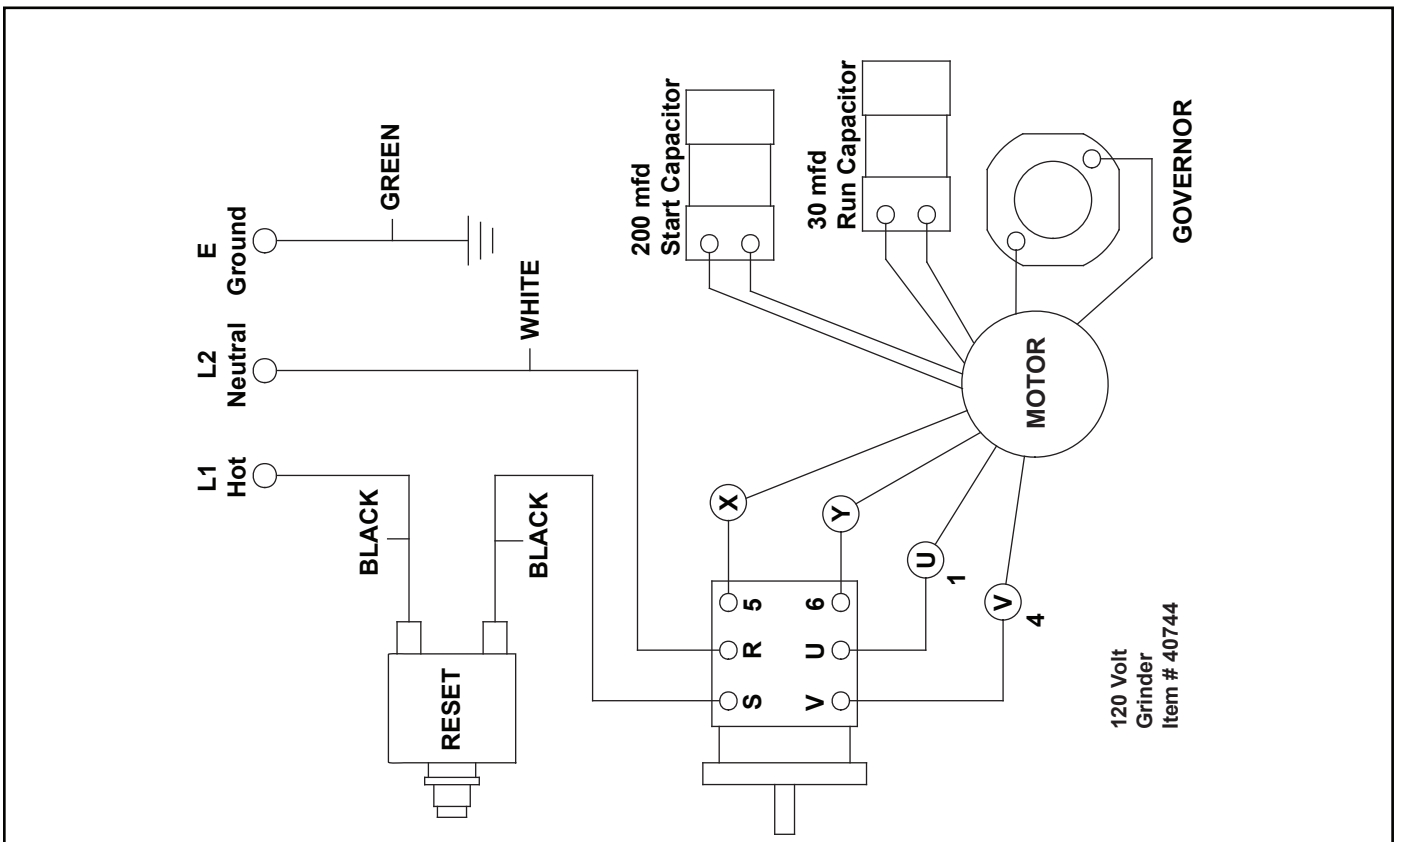 L1
Hot
L2
Neutral
E
Ground
BLACK
BLACK
WHITE
GREEN
RESET
200 mfd
Start Capacitor
30 mfd
Run Capacitor
GOVERNOR
MOTOR
X
Y
U
1
V
4
5
6
R
U
S
V
120 Volt
Grinder
Item # 40744